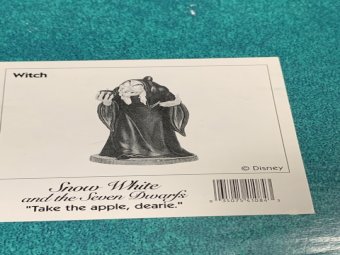 Witch
© Disney
Snow White
and the Seven Dwarfs
"Take the apple, dearie."